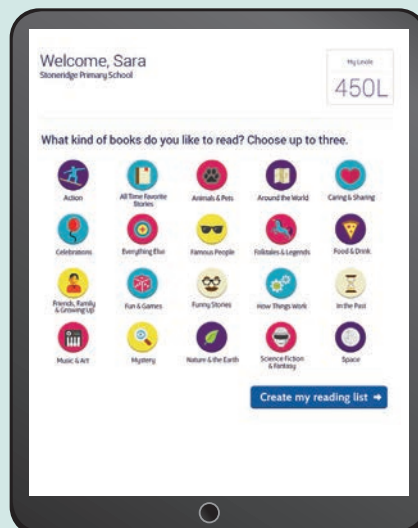 Welcome, Sara
Stoneridge Primary School
My Lexile
450L
What kind of books do you like to read? Choose up to three.
Action
All Time Favorite
Stories
Animals & Pets
Around the World
Caring & Sharing
Celebrations
Everything Else
Famous People
Folktales & Legends
Food & Drink
Friends, Family
& Growing Up
Fun & Games
Funny Stories
How Things Work
In the Past
Music & Art
Mystery
Nature & the Earth
Science Fiction
& Fantasy
Space
Create my reading list